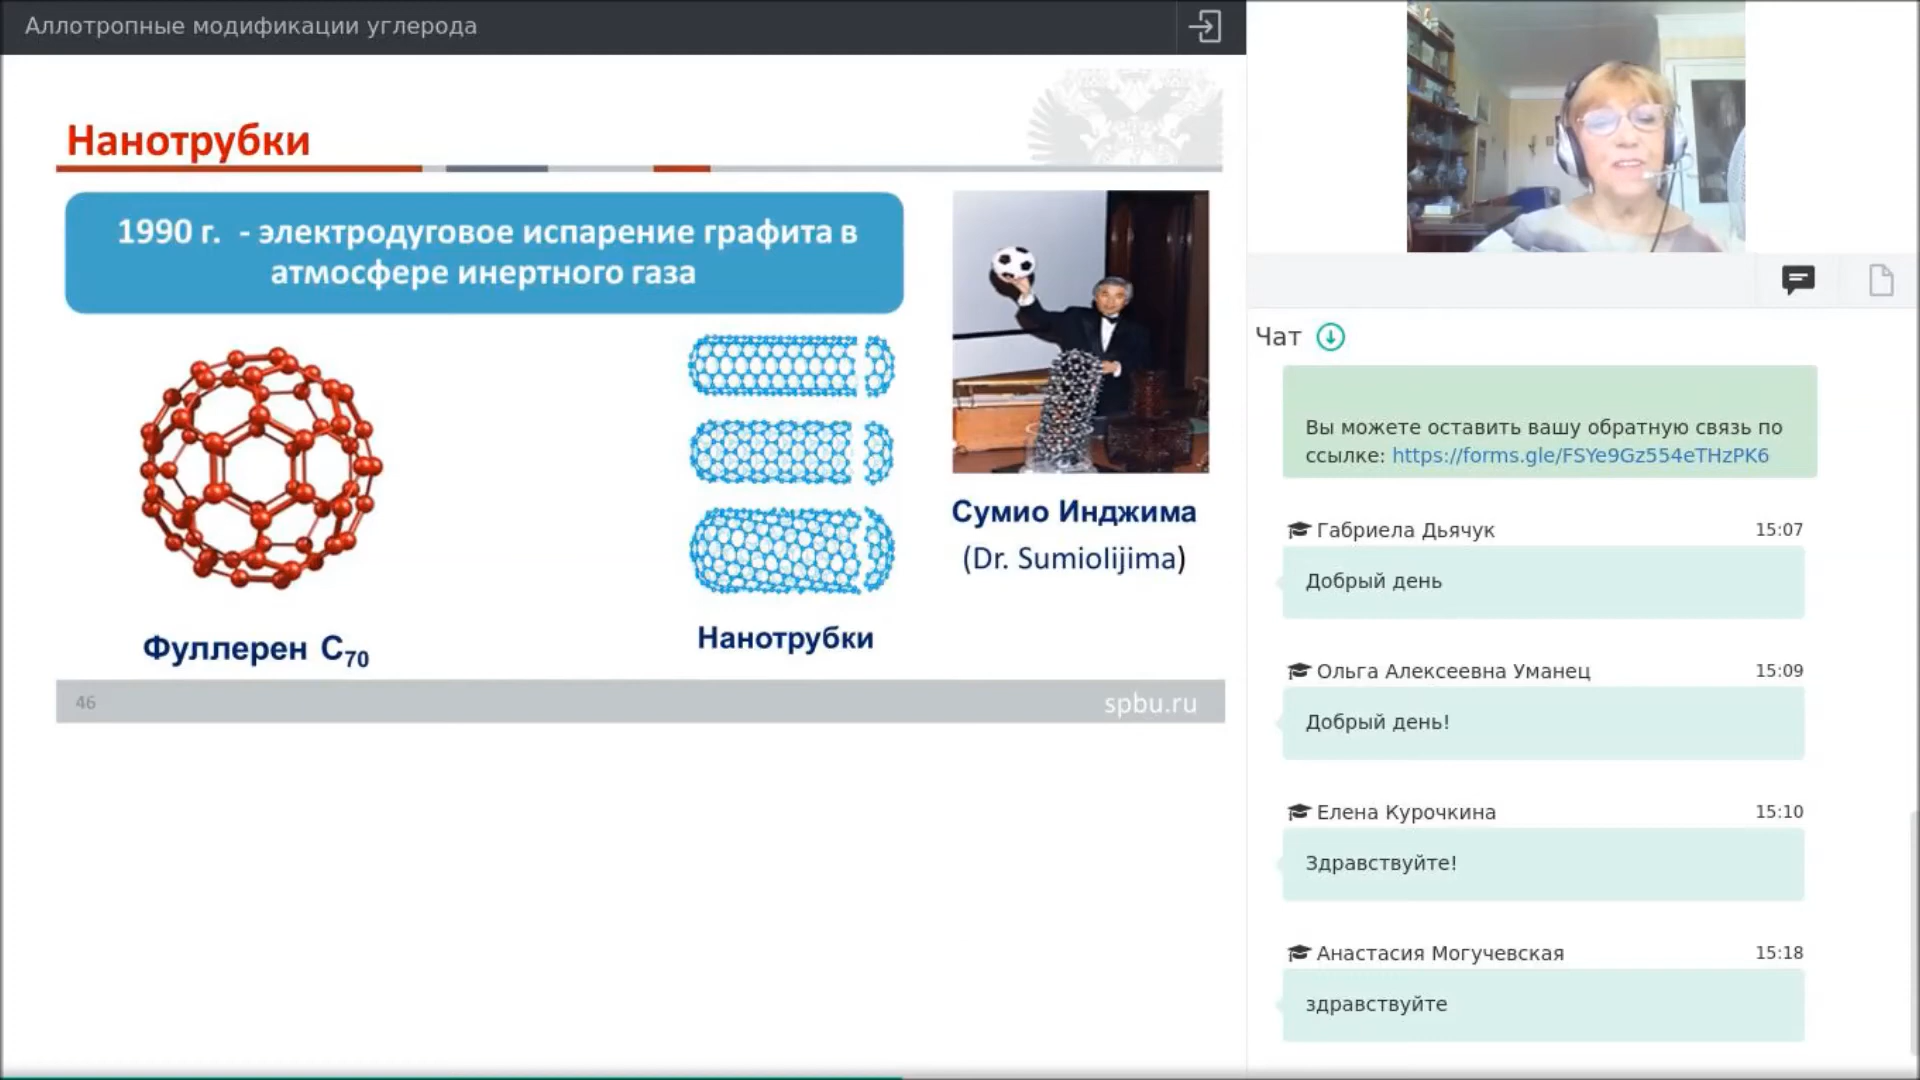 Аллотропные модификации углерода
Нанотрубки
1990 г. - электродуговое испарение графита в
атмосфере инертного газа
Фуллерен C₇₀
Нанотрубки
Сумио Инджима
(Dr. Sumiolijima)
46
spbu.ru
Чат
Вы можете оставить вашу обратную связь по
ссылке: https://forms.gle/FSYe9Gz554eTHzPK6
Габриела Дьячук 15:07
Добрый день
Ольга Алексеевна Уманец 15:09
Добрый день!
Елена Курочкина 15:10
Здравствуйте!
Анастасия Могучевская 15:18
здравствуйте